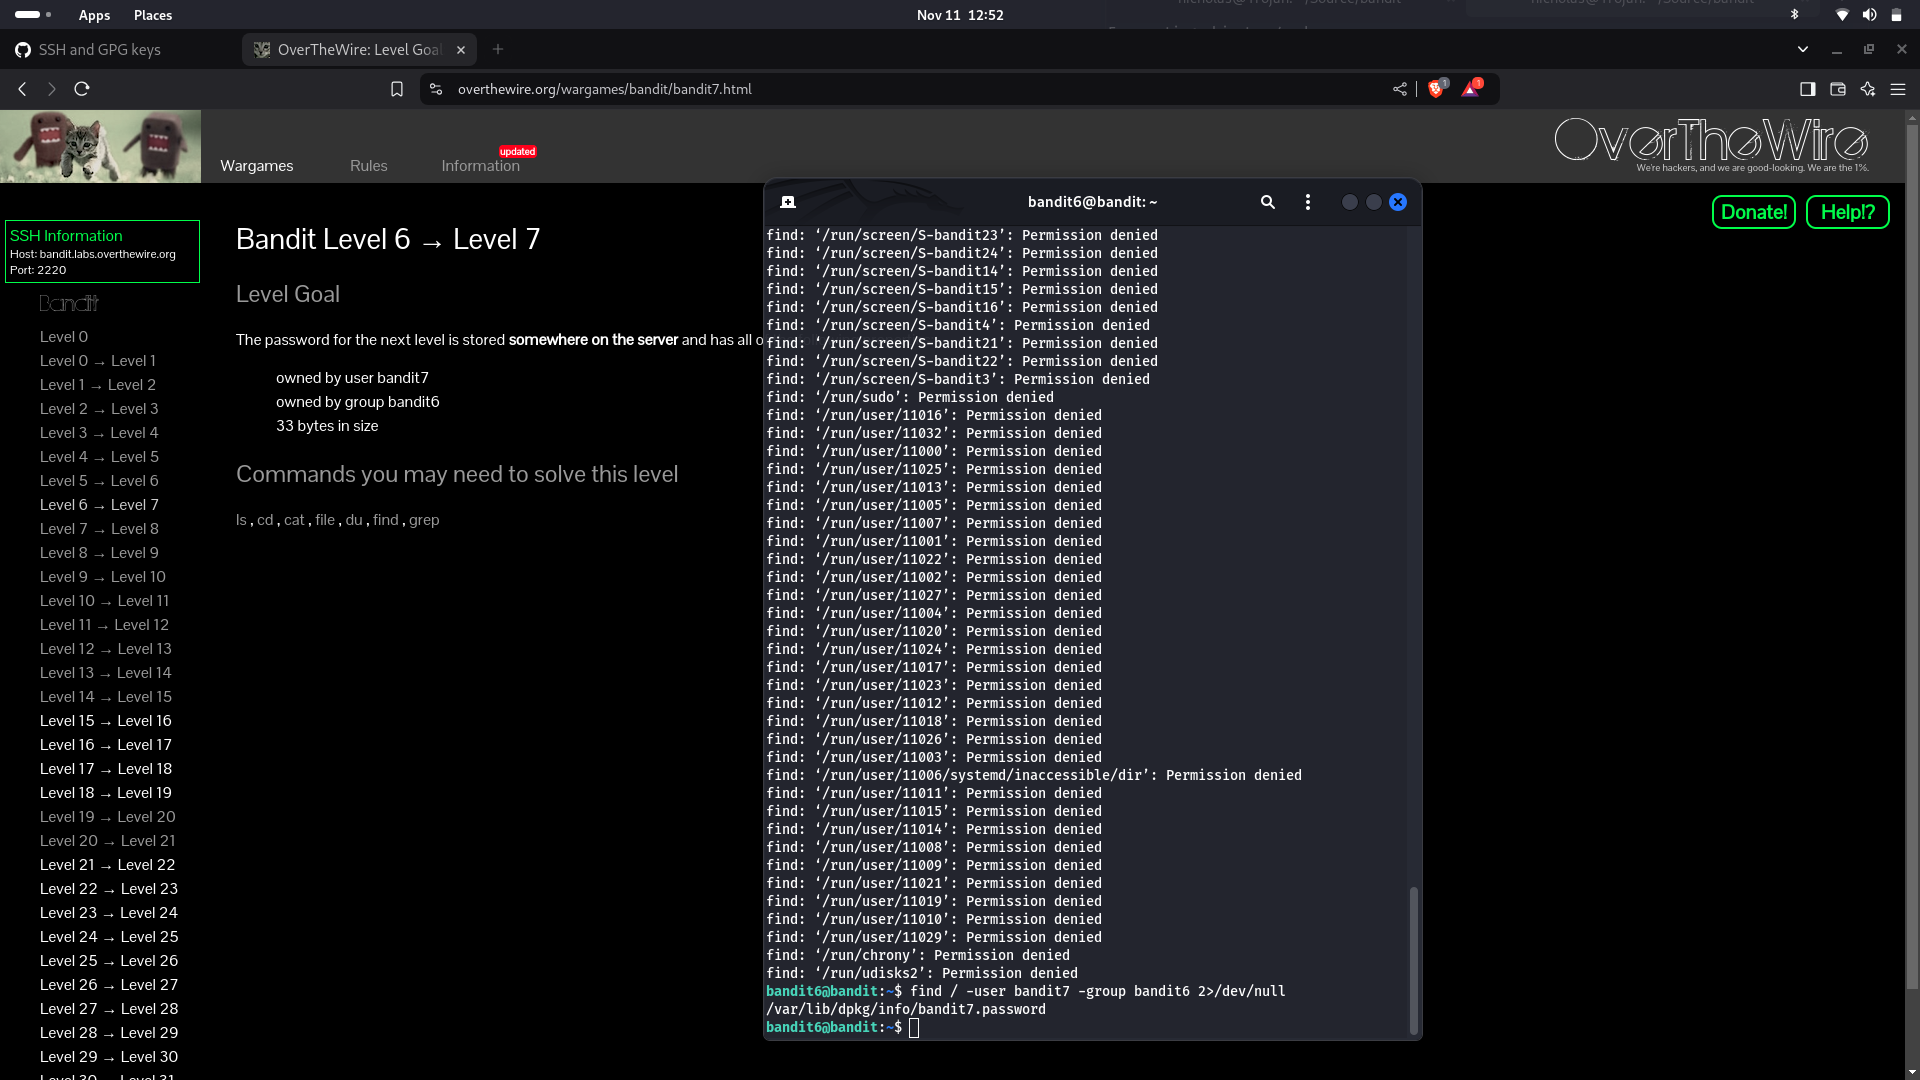 Apps Places Nov 11 12:52
SSH and GPG keys
OverTheWire: Level Goal
overthewire.org/wargames/bandit/bandit7.html
1
1
Wargames
Rules
Information
updated
OverTheWire
We're hackers, and we are good-looking. We are the 1%.
Donate!
Help!?
SSH Information
Host: bandit.labs.overthewire.org
Port: 2220
Bandit
Level 0
Level 0 → Level 1
Level 1 → Level 2
Level 2 → Level 3
Level 3 → Level 4
Level 4 → Level 5
Level 5 → Level 6
Level 6 → Level 7
Level 7 → Level 8
Level 8 → Level 9
Level 9 → Level 10
Level 10 → Level 11
Level 11 → Level 12
Level 12 → Level 13
Level 13 → Level 14
Level 14 → Level 15
Level 15 → Level 16
Level 16 → Level 17
Level 17 → Level 18
Level 18 → Level 19
Level 19 → Level 20
Level 20 → Level 21
Level 21 → Level 22
Level 22 → Level 23
Level 23 → Level 24
Level 24 → Level 25
Level 25 → Level 26
Level 26 → Level 27
Level 27 → Level 28
Level 28 → Level 29
Level 29 → Level 30
Level 30 → Level 31
Bandit Level 6 → Level 7
Level Goal
The password for the next level is stored somewhere on the server and has all o
owned by user bandit7
owned by group bandit6
33 bytes in size
Commands you may need to solve this level
ls , cd , cat , file , du , find , grep
bandit6@bandit: ~
find: ‘/run/screen/S-bandit23’: Permission denied
find: ‘/run/screen/S-bandit24’: Permission denied
find: ‘/run/screen/S-bandit14’: Permission denied
find: ‘/run/screen/S-bandit15’: Permission denied
find: ‘/run/screen/S-bandit16’: Permission denied
find: ‘/run/screen/S-bandit4’: Permission denied
find: ‘/run/screen/S-bandit21’: Permission denied
find: ‘/run/screen/S-bandit22’: Permission denied
find: ‘/run/screen/S-bandit3’: Permission denied
find: ‘/run/sudo’: Permission denied
find: ‘/run/user/11016’: Permission denied
find: ‘/run/user/11032’: Permission denied
find: ‘/run/user/11000’: Permission denied
find: ‘/run/user/11025’: Permission denied
find: ‘/run/user/11013’: Permission denied
find: ‘/run/user/11005’: Permission denied
find: ‘/run/user/11007’: Permission denied
find: ‘/run/user/11001’: Permission denied
find: ‘/run/user/11022’: Permission denied
find: ‘/run/user/11002’: Permission denied
find: ‘/run/user/11027’: Permission denied
find: ‘/run/user/11004’: Permission denied
find: ‘/run/user/11020’: Permission denied
find: ‘/run/user/11024’: Permission denied
find: ‘/run/user/11017’: Permission denied
find: ‘/run/user/11023’: Permission denied
find: ‘/run/user/11012’: Permission denied
find: ‘/run/user/11018’: Permission denied
find: ‘/run/user/11026’: Permission denied
find: ‘/run/user/11003’: Permission denied
find: ‘/run/user/11006/systemd/inaccessible/dir’: Permission denied
find: ‘/run/user/11011’: Permission denied
find: ‘/run/user/11015’: Permission denied
find: ‘/run/user/11014’: Permission denied
find: ‘/run/user/11008’: Permission denied
find: ‘/run/user/11009’: Permission denied
find: ‘/run/user/11021’: Permission denied
find: ‘/run/user/11019’: Permission denied
find: ‘/run/user/11010’: Permission denied
find: ‘/run/user/11029’: Permission denied
find: ‘/run/chrony’: Permission denied
find: ‘/run/udisks2’: Permission denied
bandit6@bandit:~$ find / -user bandit7 -group bandit6 2>/dev/null
/var/lib/dpkg/info/bandit7.password
bandit6@bandit:~$